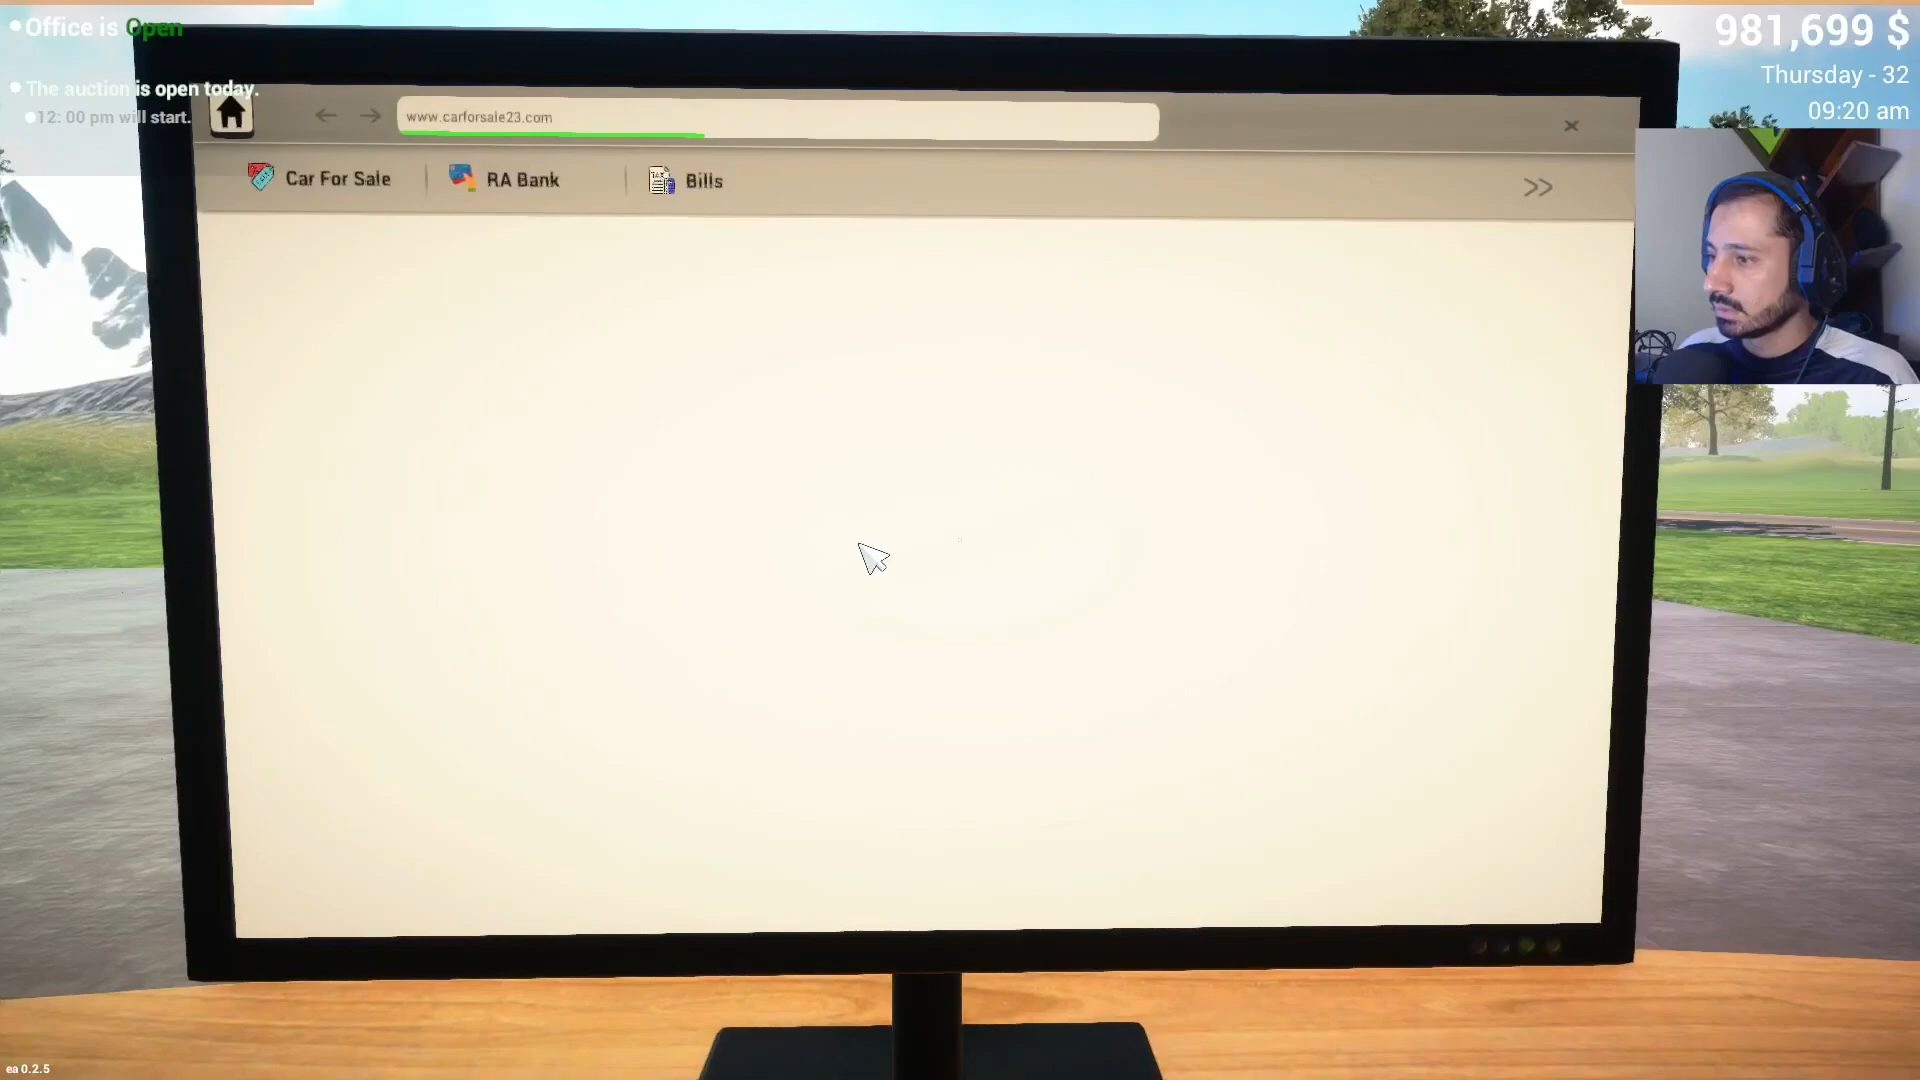 Office is Open
The auction is open today.
12: 00 pm will start.
981,699 $
Thursday - 32
09:20 am
www.carforsale23.com
Car For Sale
RA Bank
Bills
ea 0.2.5